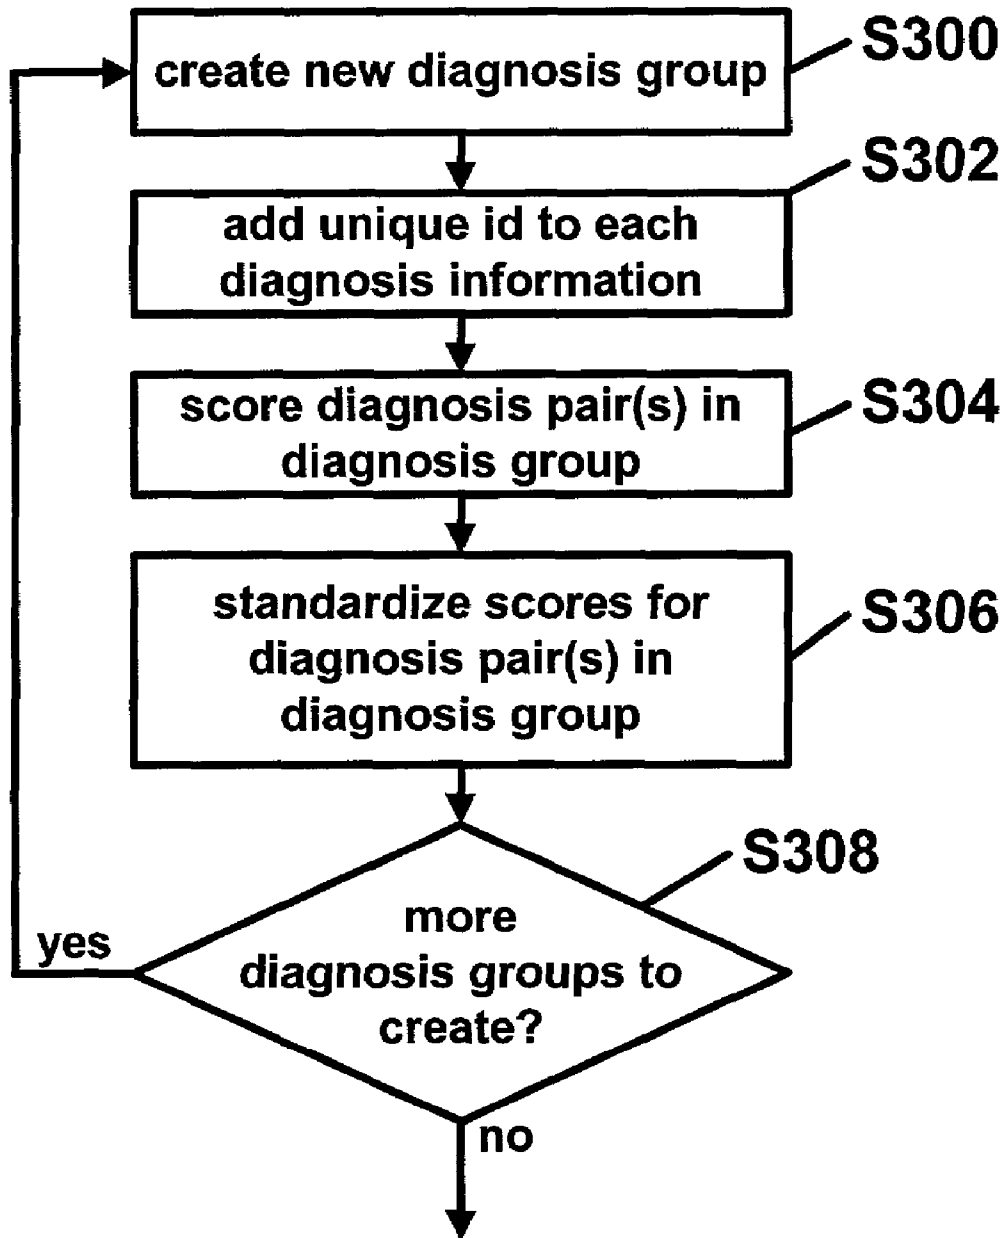 S300
create new diagnosis group
S302
add unique id to each
diagnosis information
S304
score diagnosis pair(s) in
diagnosis group
S306
standardize scores for
diagnosis pair(s) in
diagnosis group
S308
more
diagnosis groups to
create?
yes
no